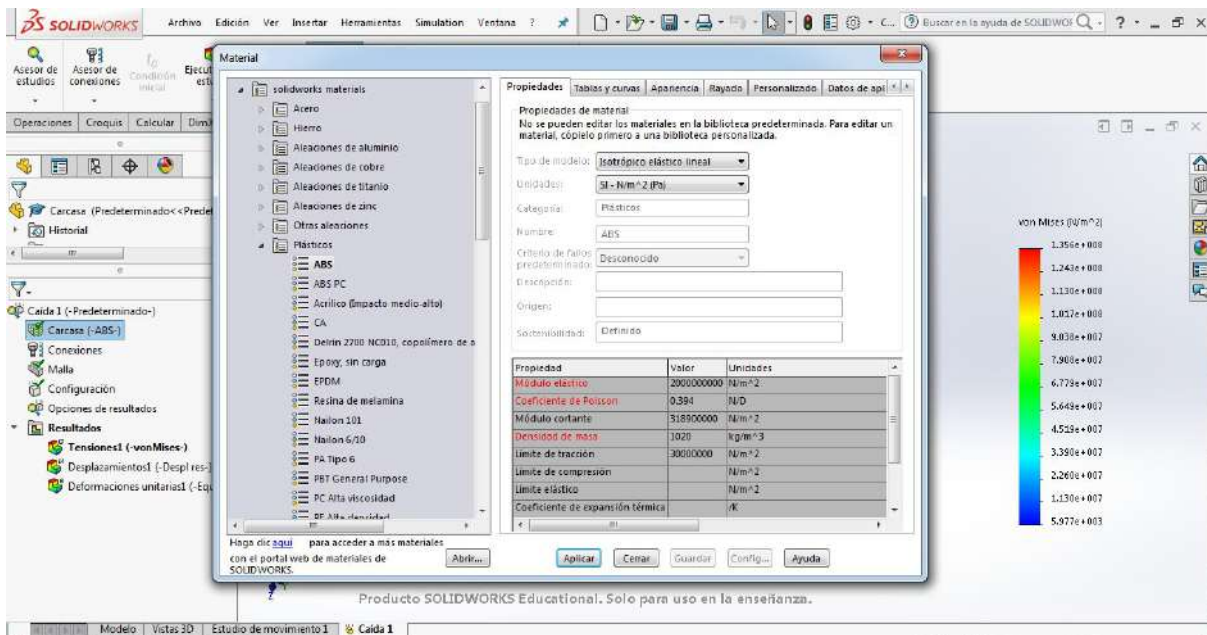 SOLIDWORKS
Archivo Edición Ver Insertar Herramientas Simulation Ventana ?
C... Buscar en la ayuda de SOLIDWOR
Asesor de estudios
Asesor de conexiones
Condición inicial
Ejecut
est
Operaciones Croquis Calcular DimX
Carcasa (Predeterminado<<Predet
Historial
Caída 1 (-Predeterminado-)
Carcasa (-ABS-)
Conexiones
Malla
Configuración
Opciones de resultados
Resultados
Tensiones1 (-vonMises-)
Desplazamientos1 (-Despl res-)
Deformaciones unitarias1 (-Equ
Material
solidworks materials
Acero
Hierro
Aleaciones de aluminio
Aleaciones de cobre
Aleaciones de titanio
Aleaciones de zinc
Otras aleaciones
Plásticos
ABS
ABS PC
Acrílico (Impacto medio-alto)
CA
Delrin 2700 NC010, copolímero de a
Epoxy, sin carga
EPDM
Resina de melamina
Nailon 101
Nailon 6/10
PA Tipo 6
PBT General Purpose
PC Alta viscosidad
PE Alta densidad
Haga clic aquí para acceder a más materiales
con el portal web de materiales de
SOLIDWORKS.
Abrir...
Propiedades Tablas y curvas Apariencia Rayado Personalizado Datos de apl
Propiedades de material
No se pueden editar los materiales en la biblioteca predeterminada. Para editar un
material, cópielo primero a una biblioteca personalizada.
Tipo de modelo: Isotrópico elástico lineal
Unidades: SI - N/m^2 (Pa)
Categoría: Plásticos
Nombre: ABS
Criterio de fallos predeterminado: Desconocido
Descripción:
Origen:
Sostenibilidad: Definido
Propiedad Valor Unidades
Módulo elástico 2000000000 N/m^2
Coeficiente de Poisson 0.394 N/D
Módulo cortante 318900000 N/m^2
Densidad de masa 1020 kg/m^3
Límite de tracción 30000000 N/m^2
Límite de compresión N/m^2
Límite elástico N/m^2
Coeficiente de expansión térmica /K
Aplicar Cerrar Guardar Config... Ayuda
von Mises (N/m^2)
1.356e+008
1.243e+008
1.130e+008
1.017e+008
9.038e+007
7.908e+007
6.779e+007
5.649e+007
4.519e+007
3.390e+007
2.260e+007
1.130e+007
5.977e+003
Producto SOLIDWORKS Educational. Solo para uso en la enseñanza.
Modelo Vistas 3D Estudio de movimiento 1 Caída 1